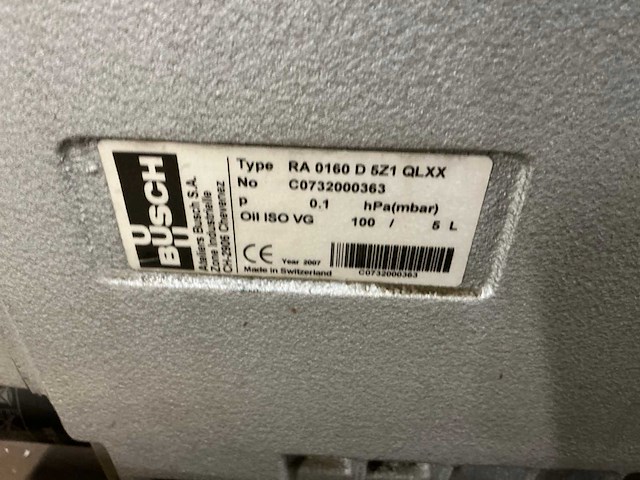 BUSCH
Ateliers Busch S.A.
Zone Industrielle
CH-2906 Chevenez
Type RA 0160 D 5Z1 QLXX
No C0732000363
p 0.1 hPa(mbar)
Oil ISO VG 100 / 5 L
CE Year 2007
Made in Switzerland C0732000363